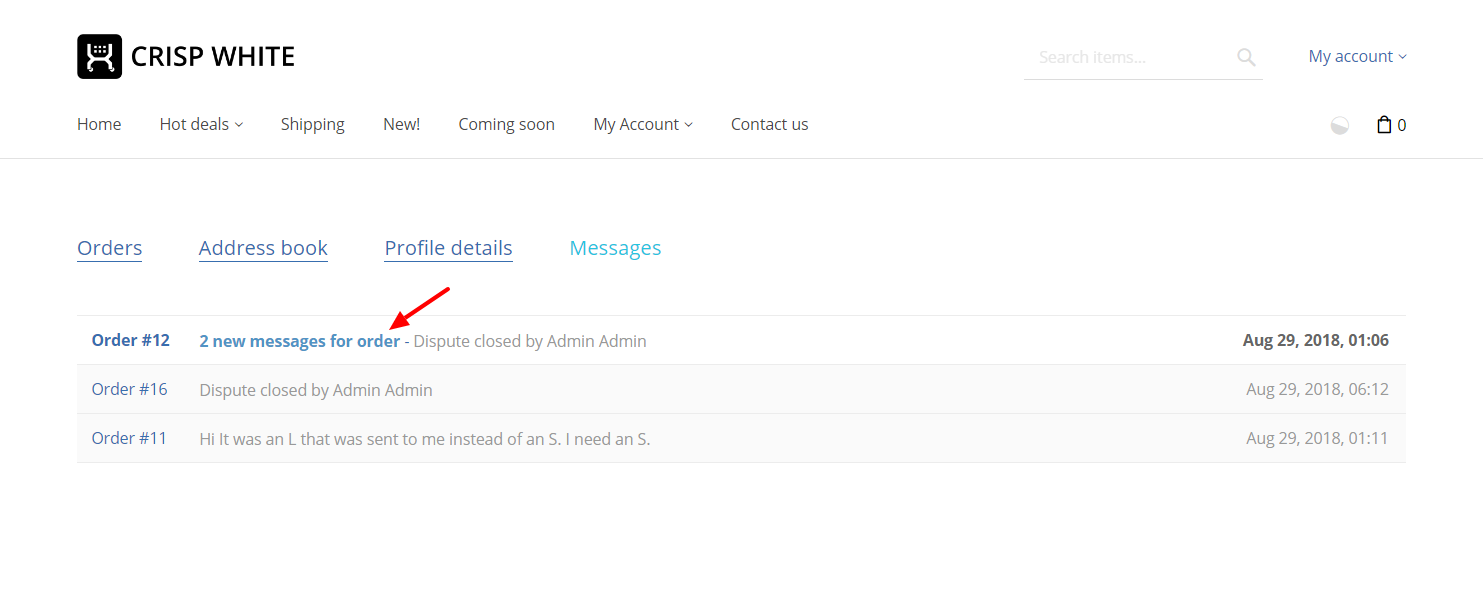 CRISP WHITE
Search items...
My account
Home Hot deals Shipping New! Coming soon My Account Contact us 0
Orders Address book Profile details Messages
Order #12 2 new messages for order - Dispute closed by Admin Admin Aug 29, 2018, 01:06
Order #16 Dispute closed by Admin Admin Aug 29, 2018, 06:12
Order #11 Hi It was an L that was sent to me instead of an S. I need an S. Aug 29, 2018, 01:11